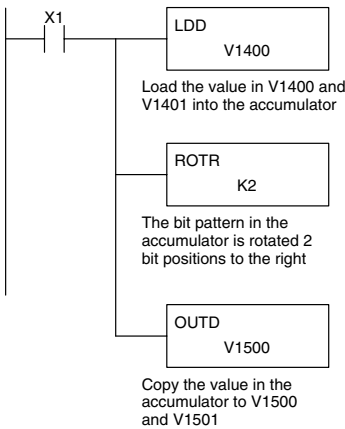 X1
LDD
V1400
Load the value in V1400 and
V1401 into the accumulator
ROTR
K2
The bit pattern in the
accumulator is rotated 2
bit positions to the right
OUTD
V1500
Copy the value in the
accumulator to V1500
and V1501